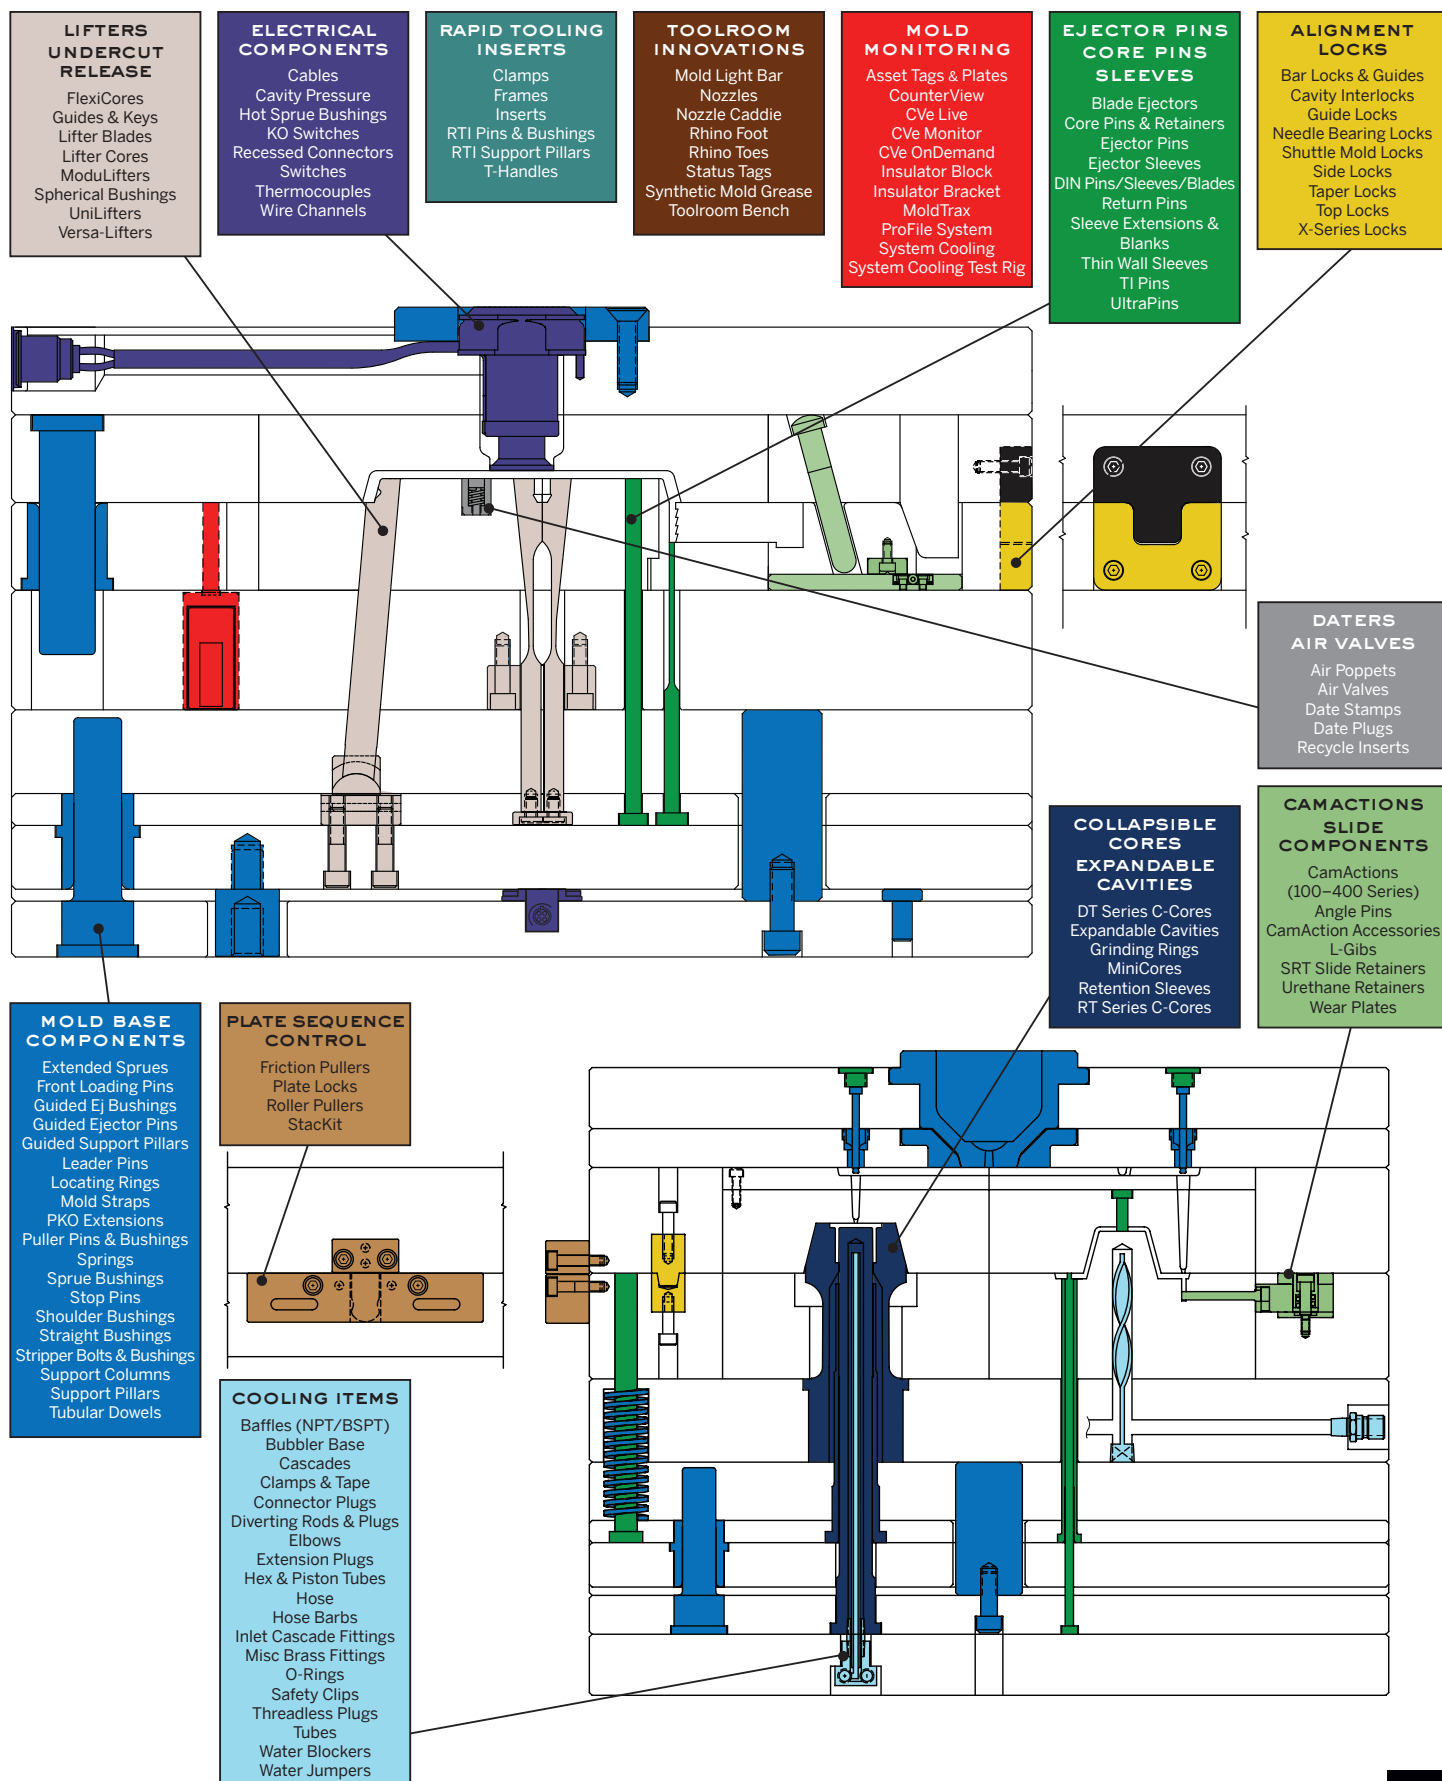 LIFTERS
UNDERCUT
RELEASE
FlexiCores
Guides & Keys
Lifter Blades
Lifter Cores
ModuLifters
Spherical Bushings
UniLifters
Versa-Lifters
ELECTRICAL
COMPONENTS
Cables
Cavity Pressure
Hot Sprue Bushings
KO Switches
Recessed Connectors
Switches
Thermocouples
Wire Channels
RAPID TOOLING
INSERTS
Clamps
Frames
Inserts
RTI Pins & Bushings
RTI Support Pillars
T-Handles
TOOLROOM
INNOVATIONS
Mold Light Bar
Nozzles
Nozzle Caddie
Rhino Foot
Rhino Toes
Status Tags
Synthetic Mold Grease
Toolroom Bench
MOLD
MONITORING
Asset Tags & Plates
CounterView
CVe Live
CVe Monitor
CVe OnDemand
Insulator Block
Insulator Bracket
MoldTrax
ProFile System
System Cooling
System Cooling Test Rig
EJECTOR PINS
CORE PINS
SLEEVES
Blade Ejectors
Core Pins & Retainers
Ejector Pins
Ejector Sleeves
DIN Pins/Sleeves/Blades
Return Pins
Sleeve Extensions &
Blanks
Thin Wall Sleeves
TI Pins
UltraPins
ALIGNMENT
LOCKS
Bar Locks & Guides
Cavity Interlocks
Guide Locks
Needle Bearing Locks
Shuttle Mold Locks
Side Locks
Taper Locks
Top Locks
X-Series Locks
DATERS
AIR VALVES
Air Poppets
Air Valves
Date Stamps
Date Plugs
Recycle Inserts
COLLAPSIBLE
CORES
EXPANDABLE
CAVITIES
DT Series C-Cores
Expandable Cavities
Grinding Rings
MiniCores
Retention Sleeves
RT Series C-Cores
CAMACTIONS
SLIDE
COMPONENTS
CamActions
(100–400 Series)
Angle Pins
CamAction Accessories
L-Gibs
SRT Slide Retainers
Urethane Retainers
Wear Plates
MOLD BASE
COMPONENTS
Extended Sprues
Front Loading Pins
Guided Ej Bushings
Guided Ejector Pins
Guided Support Pillars
Leader Pins
Locating Rings
Mold Straps
PKO Extensions
Puller Pins & Bushings
Springs
Sprue Bushings
Stop Pins
Shoulder Bushings
Straight Bushings
Stripper Bolts & Bushings
Support Columns
Support Pillars
Tubular Dowels
PLATE SEQUENCE
CONTROL
Friction Pullers
Plate Locks
Roller Pullers
StacKit
COOLING ITEMS
Baffles (NPT/BSPT)
Bubbler Base
Cascades
Clamps & Tape
Connector Plugs
Diverting Rods & Plugs
Elbows
Extension Plugs
Hex & Piston Tubes
Hose
Hose Barbs
Inlet Cascade Fittings
Misc Brass Fittings
O-Rings
Safety Clips
Threadless Plugs
Tubes
Water Blockers
Water Jumpers